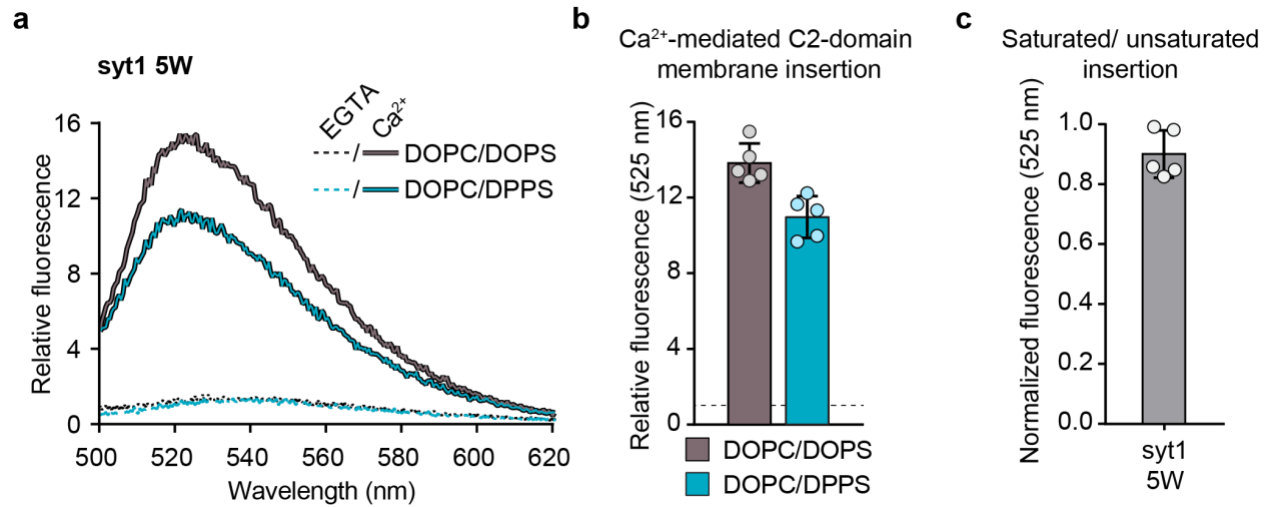 a
syt1 5W
EGTA
Ca²⁺
/ DOPC/DOPS
/ DOPC/DPPS
Relative fluorescence
16
12
8
4
0
500 520 540 560 580 600 620
Wavelength (nm)
b
Ca²⁺-mediated C2-domain
membrane insertion
Relative fluorescence (525 nm)
16
12
8
4
0
DOPC/DOPS
DOPC/DPPS
c
Saturated/ unsaturated
insertion
Normalized fluorescence (525 nm)
1.0
0.8
0.6
0.4
0.2
0.0
syt1
5W